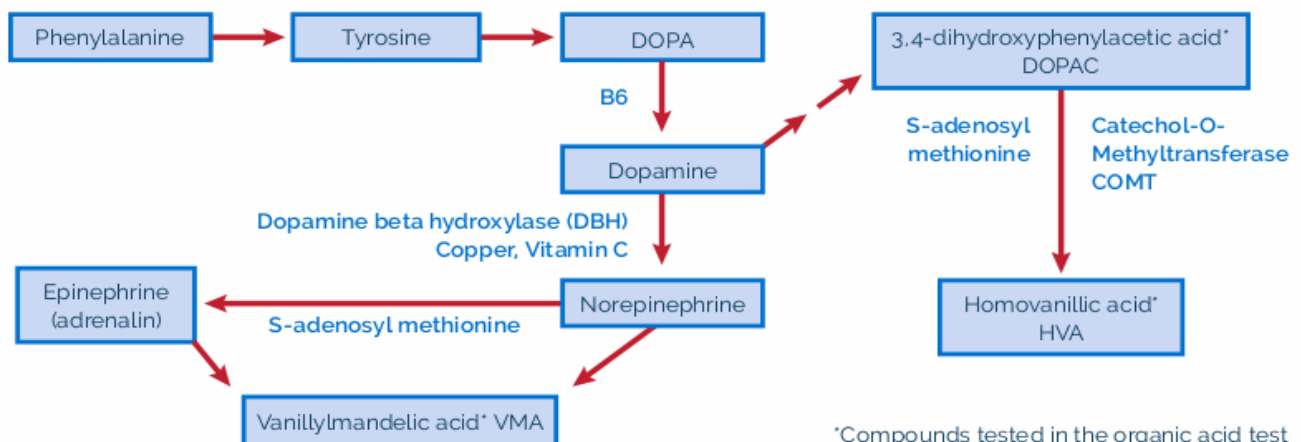 Phenylalanine
Tyrosine
DOPA
3,4-dihydroxyphenylacetic acid*
DOPAC
B6
S-adenosyl
methionine
Catechol-O-
Methyltransferase
COMT
Dopamine
Dopamine beta hydroxylase (DBH)
Copper, Vitamin C
Epinephrine
(adrenalin)
S-adenosyl methionine
Norepinephrine
Homovanillic acid*
HVA
Vanillylmandelic acid* VMA
*Compounds tested in the organic acid test